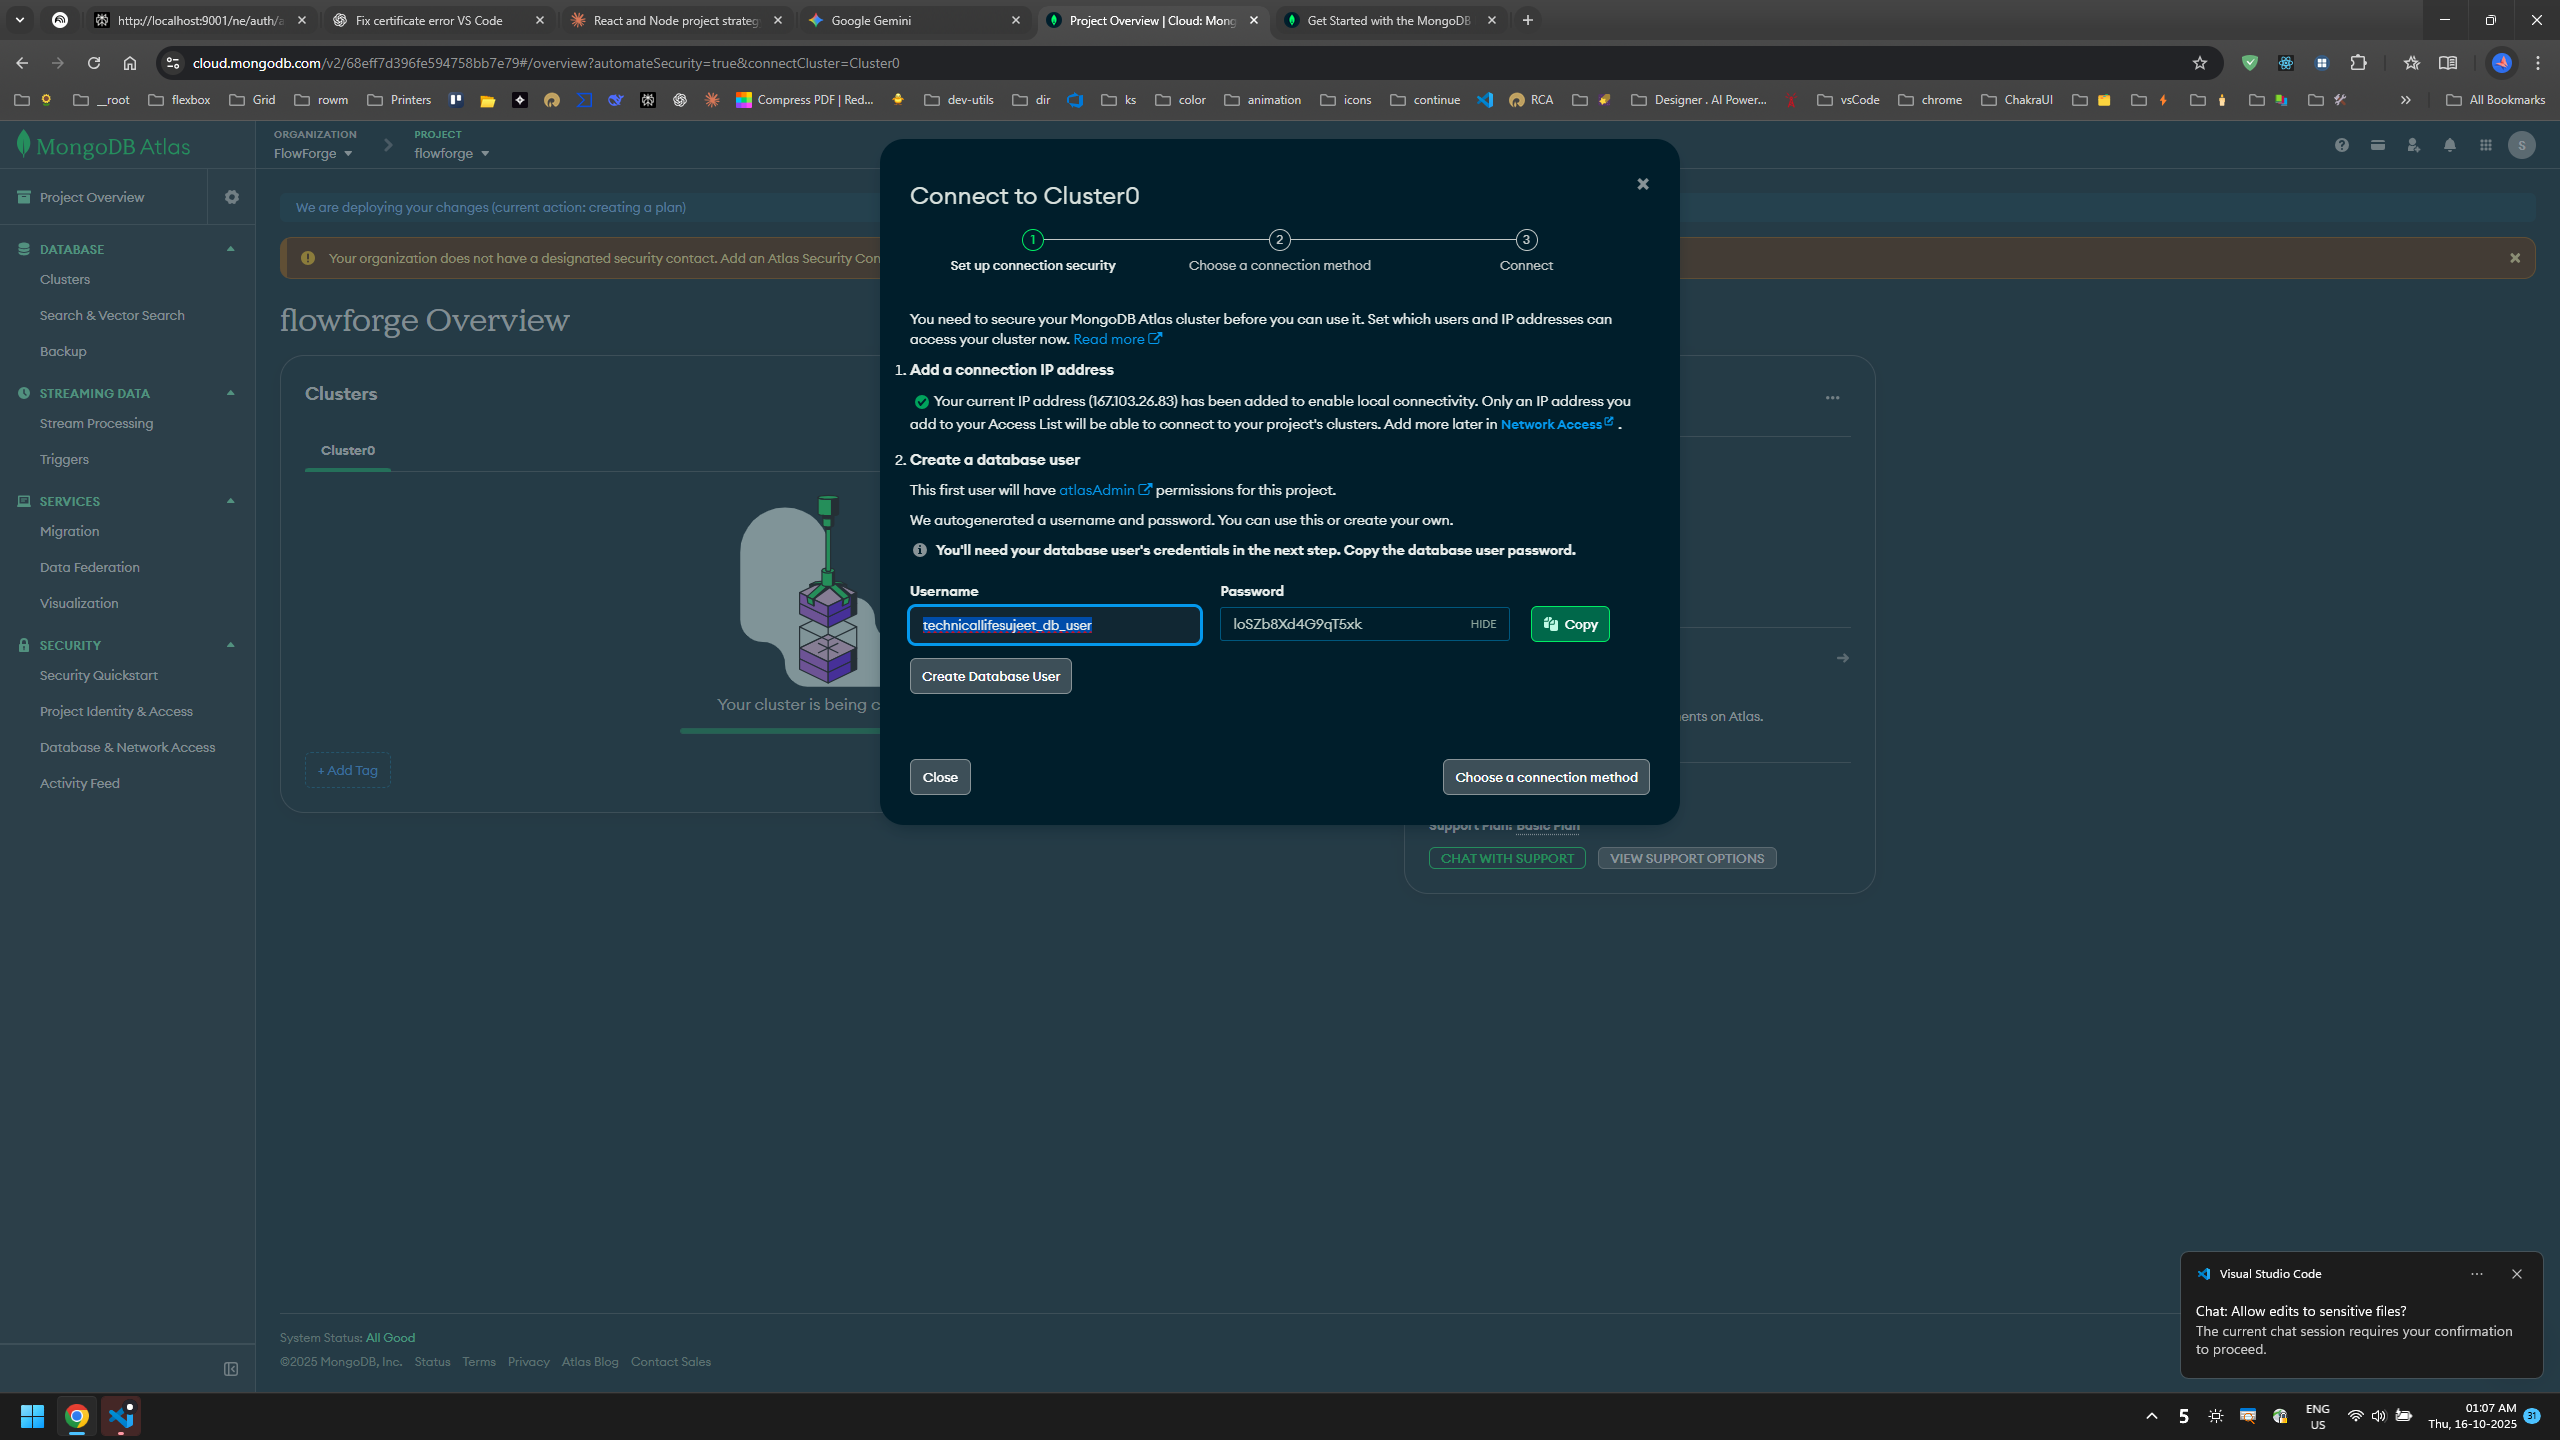 http://localhost:9001/ne/auth/a
Fix certificate error VS Code
React and Node project strateg
Google Gemini
Project Overview | Cloud: Mong
Get Started with the MongoDB
cloud.mongodb.com/v2/68eff7d396fe594758bb7e79#/overview?automateSecurity=true&connectCluster=Cluster0
__root
flexbox
Grid
rowm
Printers
Compress PDF | Red...
dev-utils
dir
ks
color
animation
icons
continue
RCA
Designer . AI Power...
vsCode
chrome
ChakraUI
All Bookmarks
MongoDB Atlas
ORGANIZATION
FlowForge
PROJECT
flowforge
S
Project Overview
DATABASE
Clusters
Search & Vector Search
Backup
STREAMING DATA
Stream Processing
Triggers
SERVICES
Migration
Data Federation
Visualization
SECURITY
Security Quickstart
Project Identity & Access
Database & Network Access
Activity Feed
We are deploying your changes (current action: creating a plan)
Your organization does not have a designated security contact. Add an Atlas Security Con
flowforge Overview
Clusters
Cluster0
Your cluster is being c
+ Add Tag
Connect to Cluster0
1
2
3
Set up connection security
Choose a connection method
Connect
You need to secure your MongoDB Atlas cluster before you can use it. Set which users and IP addresses can
access your cluster now. Read more
1. Add a connection IP address
Your current IP address (167.103.26.83) has been added to enable local connectivity. Only an IP address you
add to your Access List will be able to connect to your project's clusters. Add more later in Network Access .
2. Create a database user
This first user will have atlasAdmin permissions for this project.
We autogenerated a username and password. You can use this or create your own.
You'll need your database user's credentials in the next step. Copy the database user password.
Username
Password
technicallifesujeet_db_user
loSZb8Xd4G9qT5xk
HIDE
Copy
Create Database User
Close
Choose a connection method
ents on Atlas.
Support Plan: Basic Plan
CHAT WITH SUPPORT
VIEW SUPPORT OPTIONS
System Status: All Good
©2025 MongoDB, Inc.
Status
Terms
Privacy
Atlas Blog
Contact Sales
Visual Studio Code
Chat: Allow edits to sensitive files?
The current chat session requires your confirmation
to proceed.
5
ENG
US
01:07 AM
Thu, 16-10-2025
31